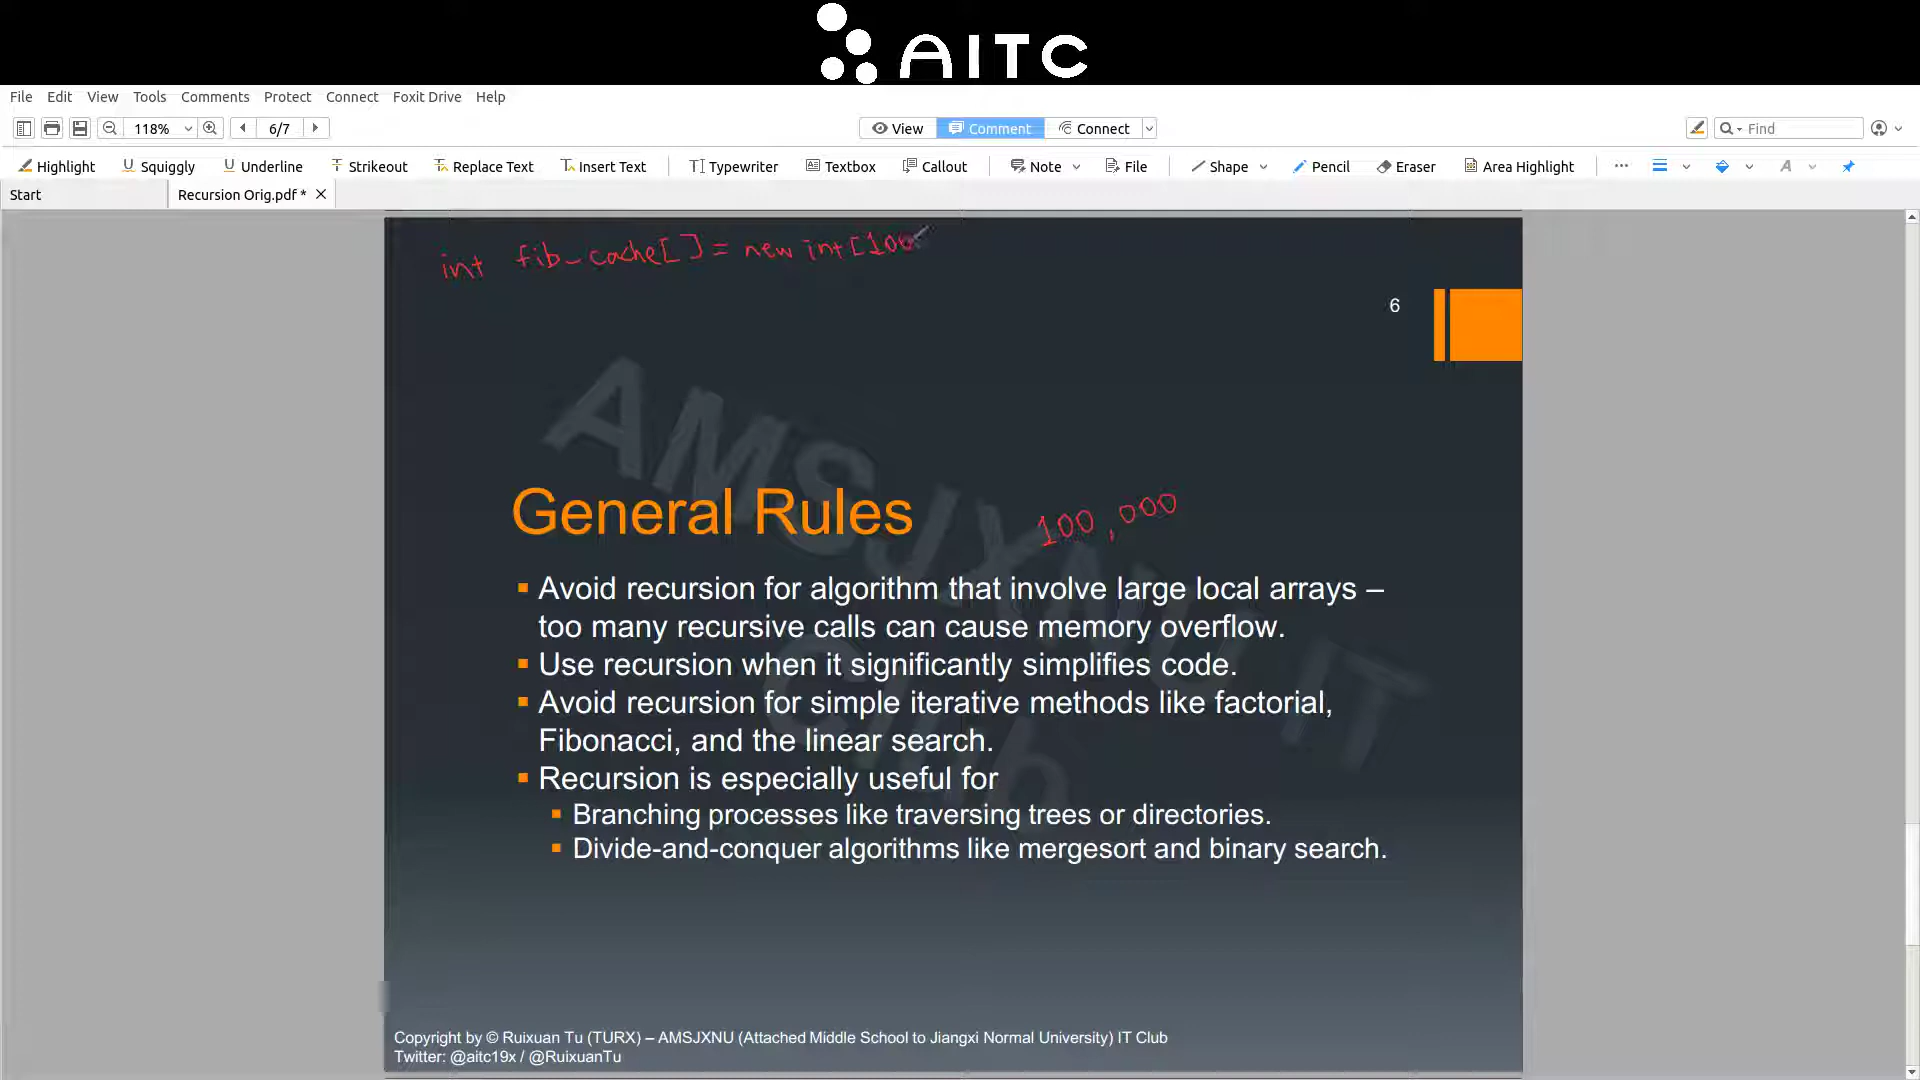 AITC
File Edit View Tools Comments Protect Connect Foxit Drive Help
118% 6/7 View Comment Connect Find
Highlight Squiggly Underline Strikeout Replace Text Insert Text Typewriter Textbox Callout Note File Shape Pencil Eraser Area Highlight ...
Start Recursion Orig.pdf *
int fib_cache[] = new int[100
6
AMSJXNU IT
Club
General Rules
100,000
Avoid recursion for algorithm that involve large local arrays –
too many recursive calls can cause memory overflow.
Use recursion when it significantly simplifies code.
Avoid recursion for simple iterative methods like factorial,
Fibonacci, and the linear search.
Recursion is especially useful for
Branching processes like traversing trees or directories.
Divide-and-conquer algorithms like mergesort and binary search.
Copyright by © Ruixuan Tu (TURX) – AMSJXNU (Attached Middle School to Jiangxi Normal University) IT Club
Twitter: @aitc19x / @RuixuanTu